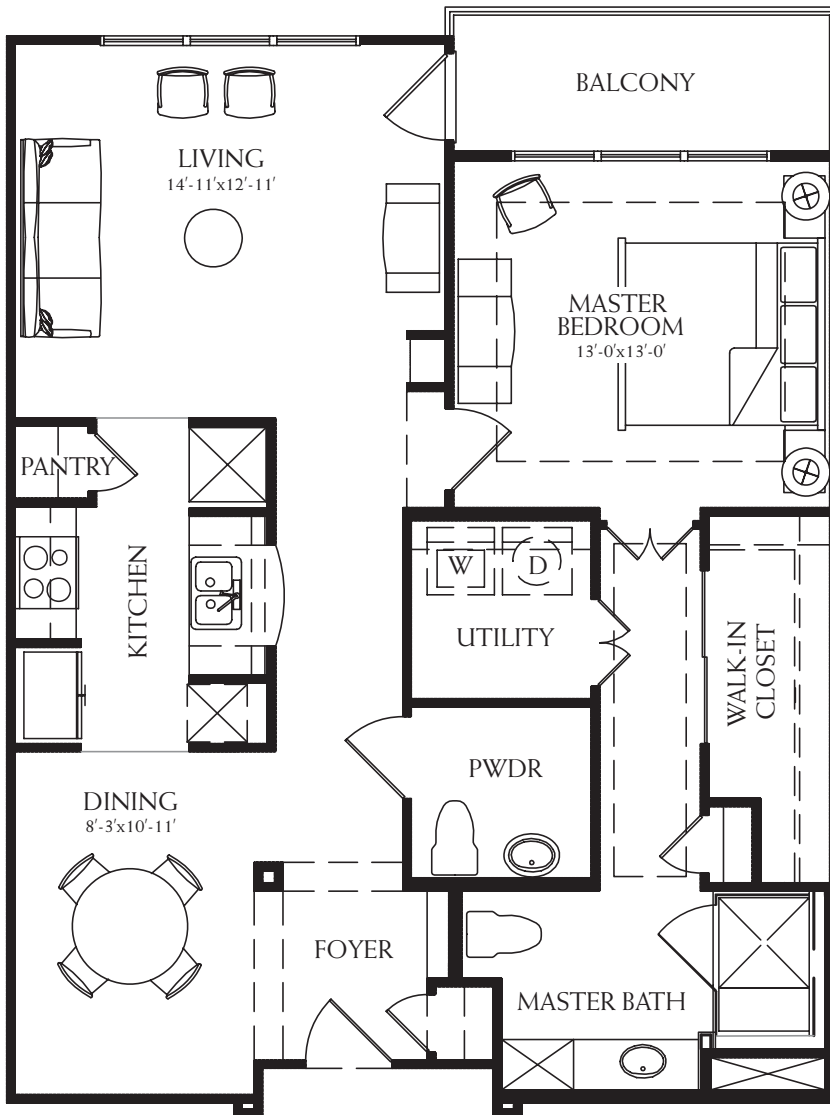 BALCONY
LIVING
14'-11'x12'-11'
MASTER
BEDROOM
13'-0'x13'-0'
PANTRY
KITCHEN
W
D
UTILITY
WALK-IN
CLOSET
PWDR
DINING
8'-3'x10'-11'
FOYER
MASTER BATH